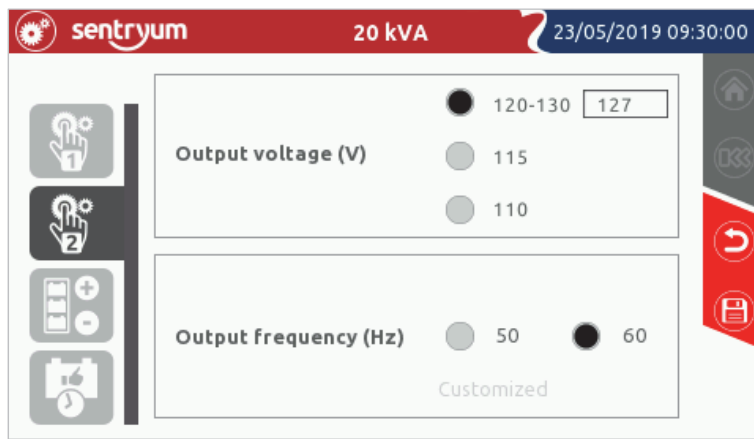 sentryum 20 kVA 23/05/2019 09:30:00
120-130 127
Output voltage (V) 115
110
Output frequency (Hz) 50 60
Customized
1
2